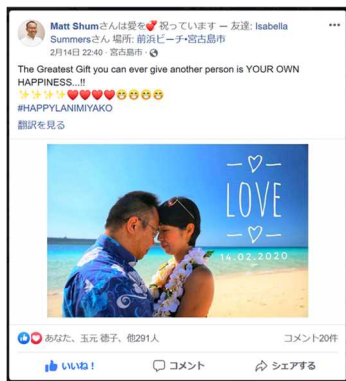 Matt Shumさんは愛を💕祝っています ー 友達: Isabella
Summersさん 場所: 前浜ビーチ•宮古島市
2月14日 22:40 · 宮古島市 ·
The Greatest Gift you can ever give another person is YOUR OWN
HAPPINESS...!!
✨✨✨✨❤️❤️❤️❤️😁😁😁😁
#HAPPYLANIMIYAKO
翻訳を見る
LOVE
14.02.2020
あなた、玉元 徳子、他291人 コメント20件
いいね！ コメント シェアする